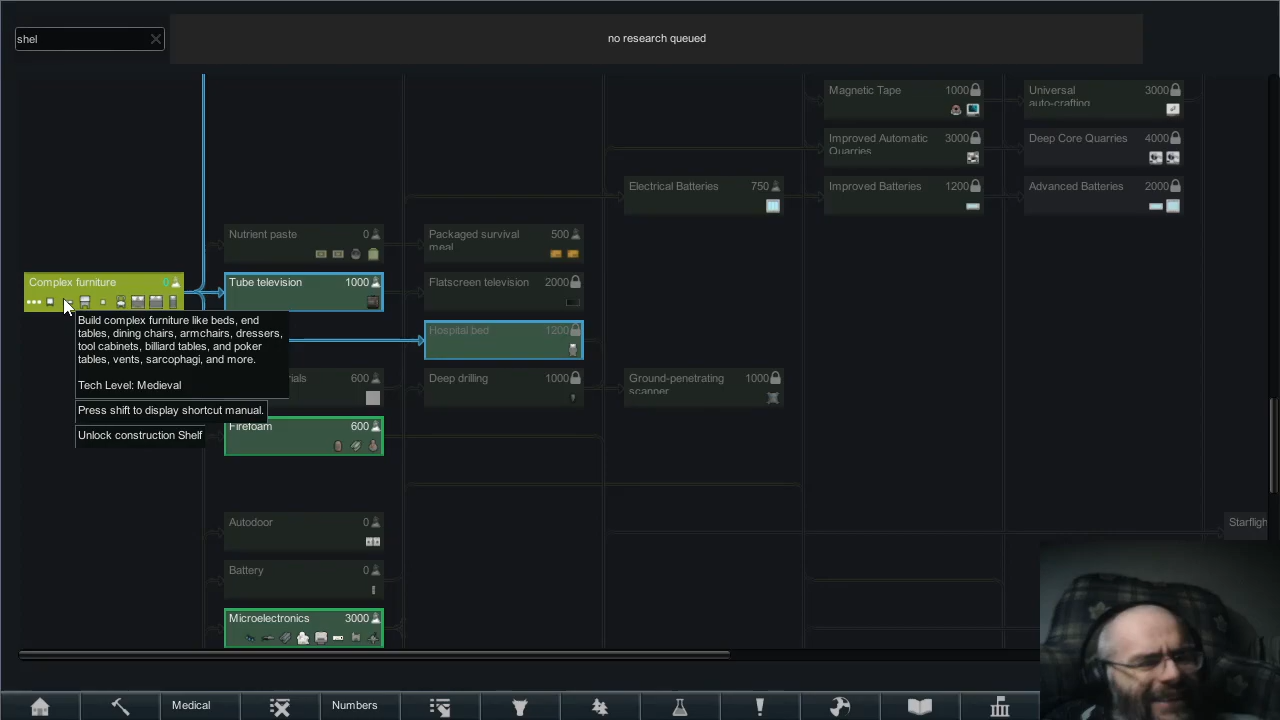 shel
no research queued
Magnetic Tape 1000
Universal auto-crafting 3000
Improved Automatic Quarries 3000
Deep Core Quarries 4000
Electrical Batteries 750
Improved Batteries 1200
Advanced Batteries 2000
Nutrient paste 0
Packaged survival meal 500
Complex furniture 0
Tube television 1000
Flatscreen television 2000
Build complex furniture like beds, end
tables, dining chairs, armchairs, dressers,
tool cabinets, billiard tables, and poker
tables, vents, sarcophagi, and more.
Tech Level: Medieval
Press shift to display shortcut manual.
Unlock construction Shelf
Hospital bed 1200
600
Deep drilling 1000
Ground-penetrating scanner 1000
Firefoam 600
Autodoor 0
Starfligh
Battery 0
Microelectronics 3000
Medical
Numbers